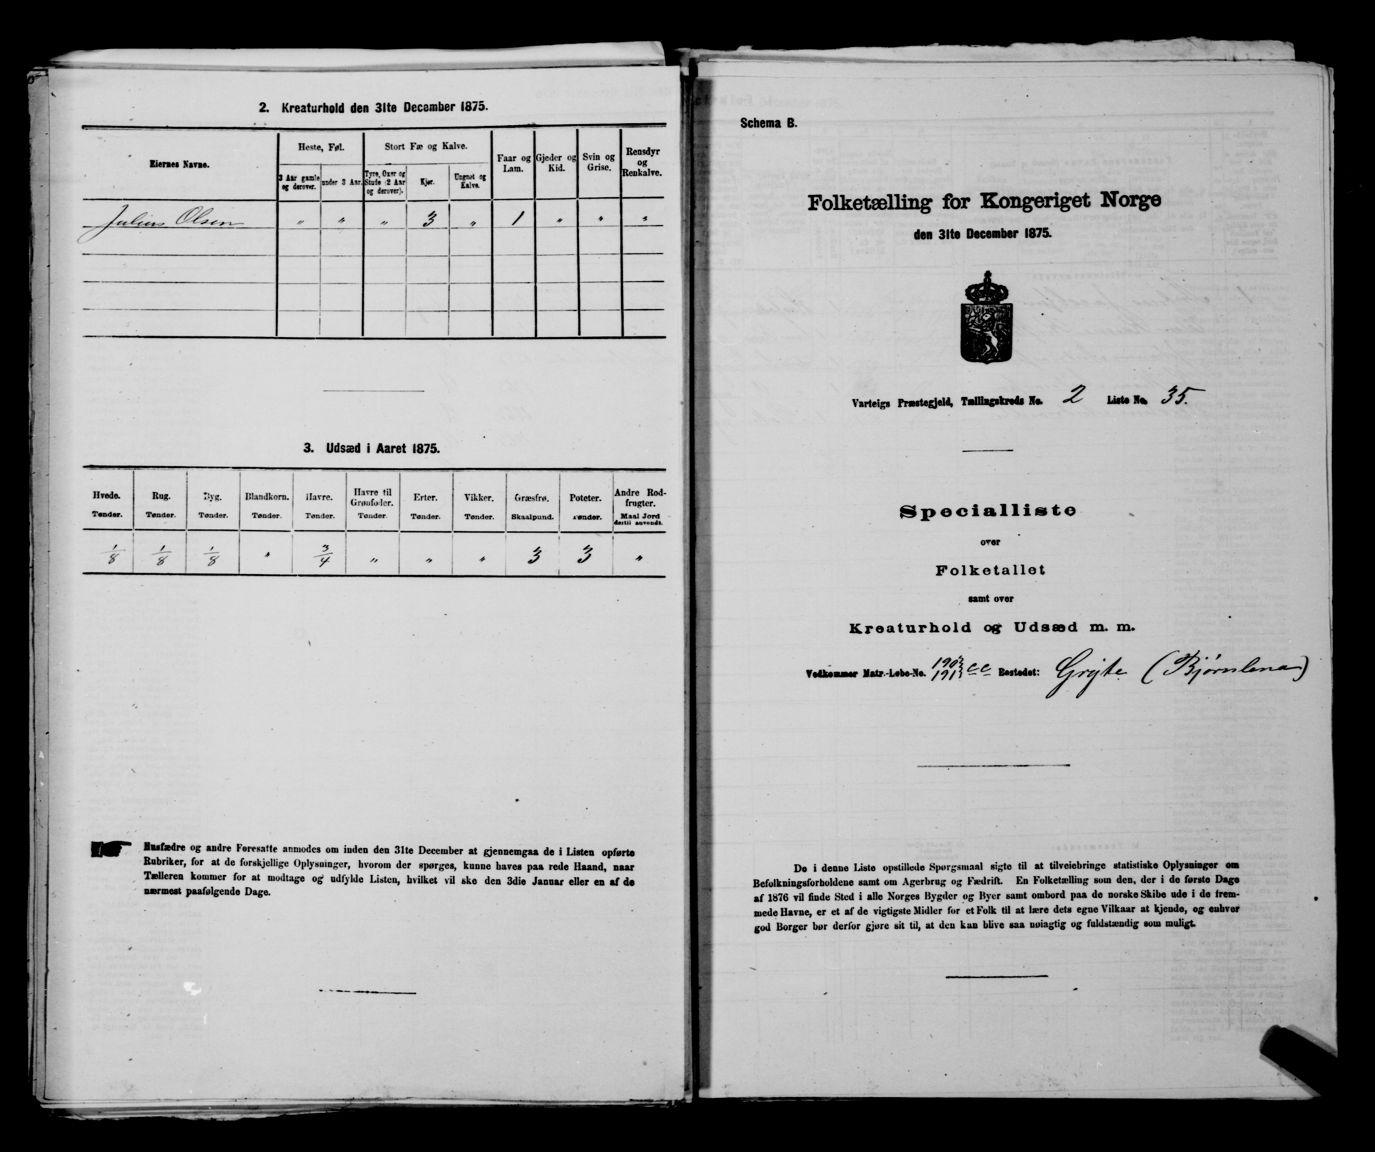 2. Kreaturhold den 31te December 1875.
Eiernes Navne.
Heste, Føl.
Stort Fæ og Kalve.
Faar og Lam.
Gjeder og Kid.
Svin og Grise.
Rensdyr og Renkalve.
3 Aar gamle og derover.
under 3 Aar.
Tyre, Oxer og Stude (2 Aar og derover).
Kjør.
Ungnøt og Kalve.
Julius Olsen " " " 3 " 1 " " "
3. Udsæd i Aaret 1875.
Hvede. Rug. Byg. Blandkorn. Havre. Havre til Grønfoder. Erter. Vikker. Græsfrø. Poteter. Andre Rodfrugter.
Tønder. Tønder. Tønder. Tønder. Tønder. Tønder. Tønder. Tønder. Skaalpund. Tønder. Maal Jord dertil anvendt.
1/8 1/8 1/8 " 3/4 " " " 3 3 "
Husfædre og andre Foresatte anmodes om inden den 31te December at gjennemgaa de i Listen opførte
Rubriker, for at de forskjellige Oplysninger, hvorom der spørges, kunne haves paa rede Haand, naar
Tælleren kommer for at modtage og udfylde Listen, hvilket vil ske den 3die Januar eller en af de
nærmest paafølgende Dage.
Schema B.
Folketælling for Kongeriget Norge
den 31te December 1875.
Varteigs Præstegjeld, Tællingskreds No. 2 Liste No. 35.
Specialliste
over
Folketallet
samt over
Kreaturhold og Udsæd m. m.
Vedkommer Matr.-Løbe-No. Bostedet: (Bjørnlena)
De i denne Liste opstillede Spørgsmaal sigte til at tilveiebringe statistiske Oplysninger om
Befolkningsforholdene samt om Agerbrug og Fædrift. En Folketælling som den, der i de første Dage
af 1876 vil finde Sted i alle Norges Bygder og Byer samt ombord paa de norske Skibe ude i de frem-
mede Havne, er et af de vigtigste Midler for et Folk til at lære dets egne Vilkaar at kjende, og enhver
god Borger bør derfor gjøre sit til, at den kan blive saa nøiagtig og fuldstændig som muligt.